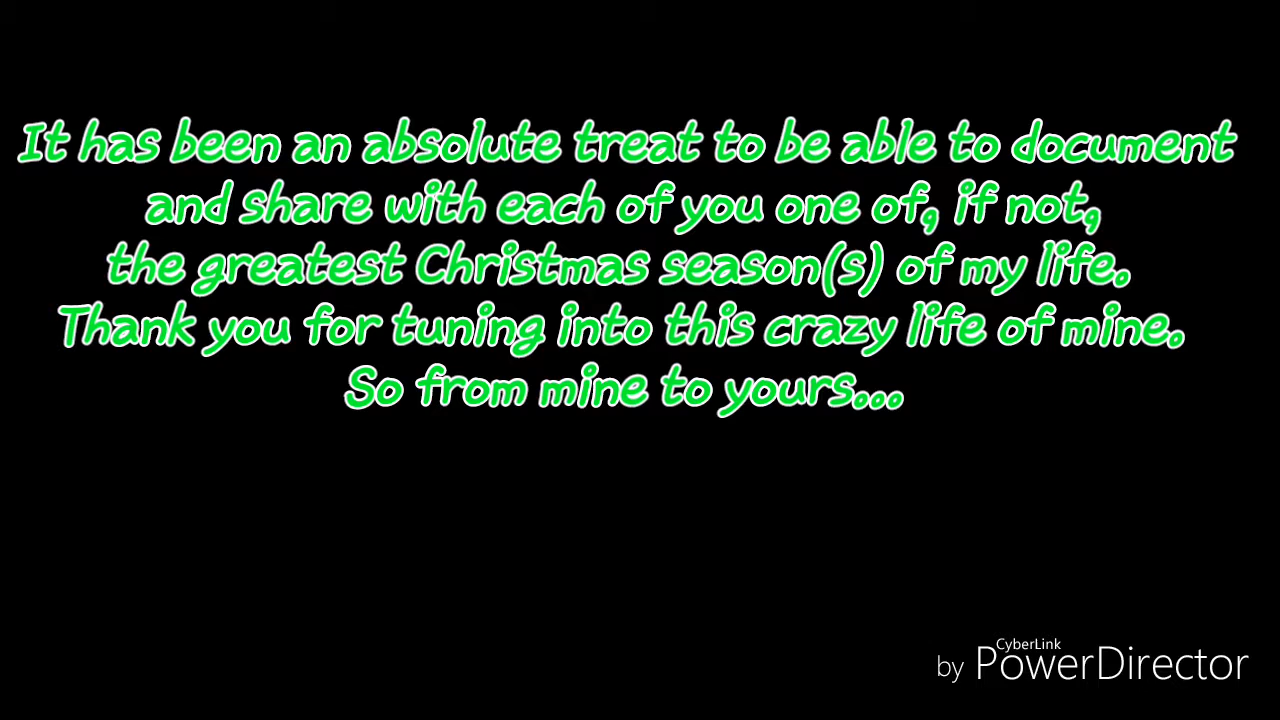 It has been an absolute treat to be able to document
and share with each of you one of, if not,
the greatest Christmas season(s) of my life.
Thank you for tuning into this crazy life of mine.
So from mine to yours...
CyberLink
by PowerDirector